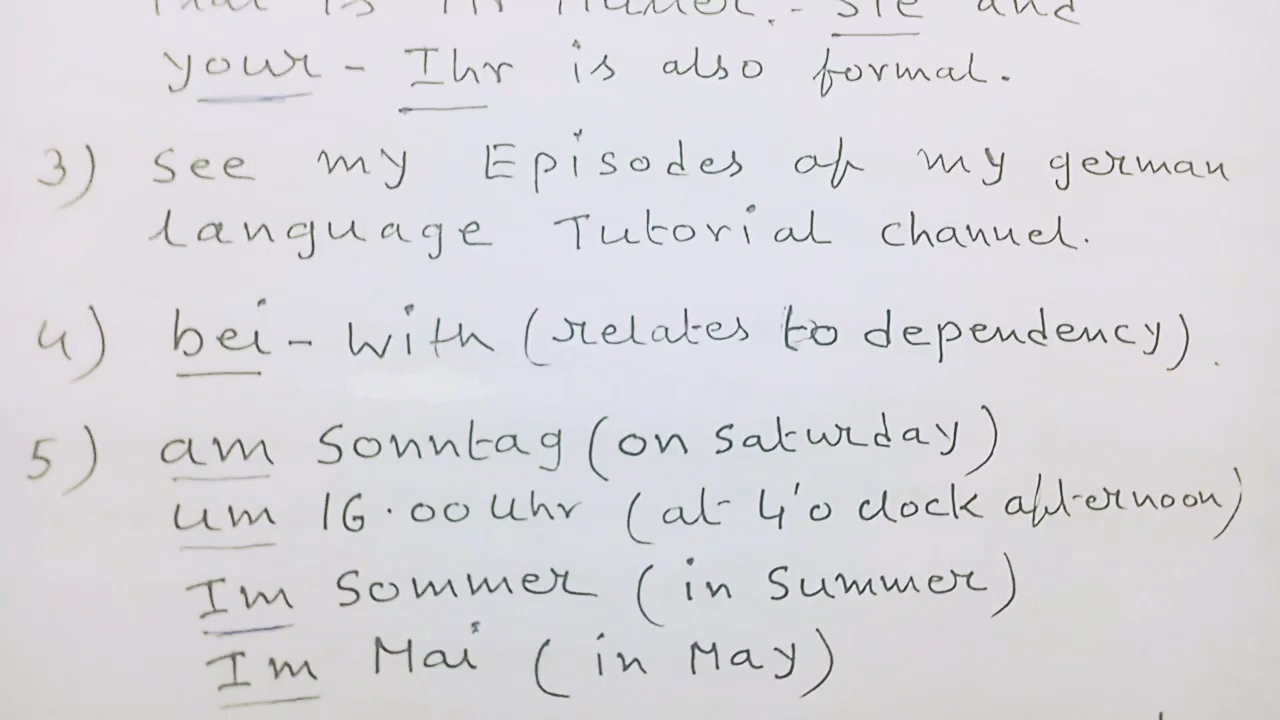 Sie and
your - Ihr is also formal.
3) See my Episodes of my german
language Tutorial channel.
4) bei - With (relates to dependency)
5) am Sonntag (on saturday)
um 16.00 Uhr (at 4'o clock afternoon)
Im Sommer (in Summer)
Im Mai (in May)